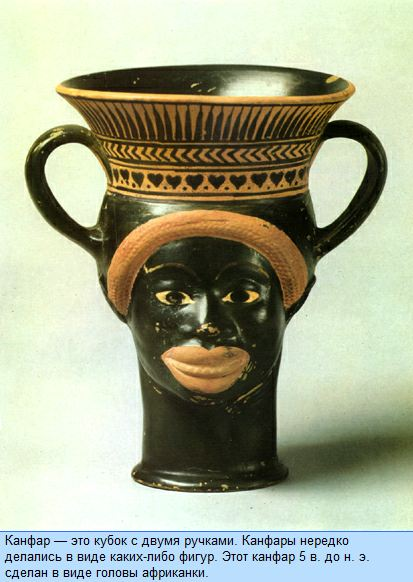 Канфар — это кубок с двумя ручками. Канфары нередко
делались в виде каких-либо фигур. Этот канфар 5 в. до н. э.
сделан в виде головы африканки.